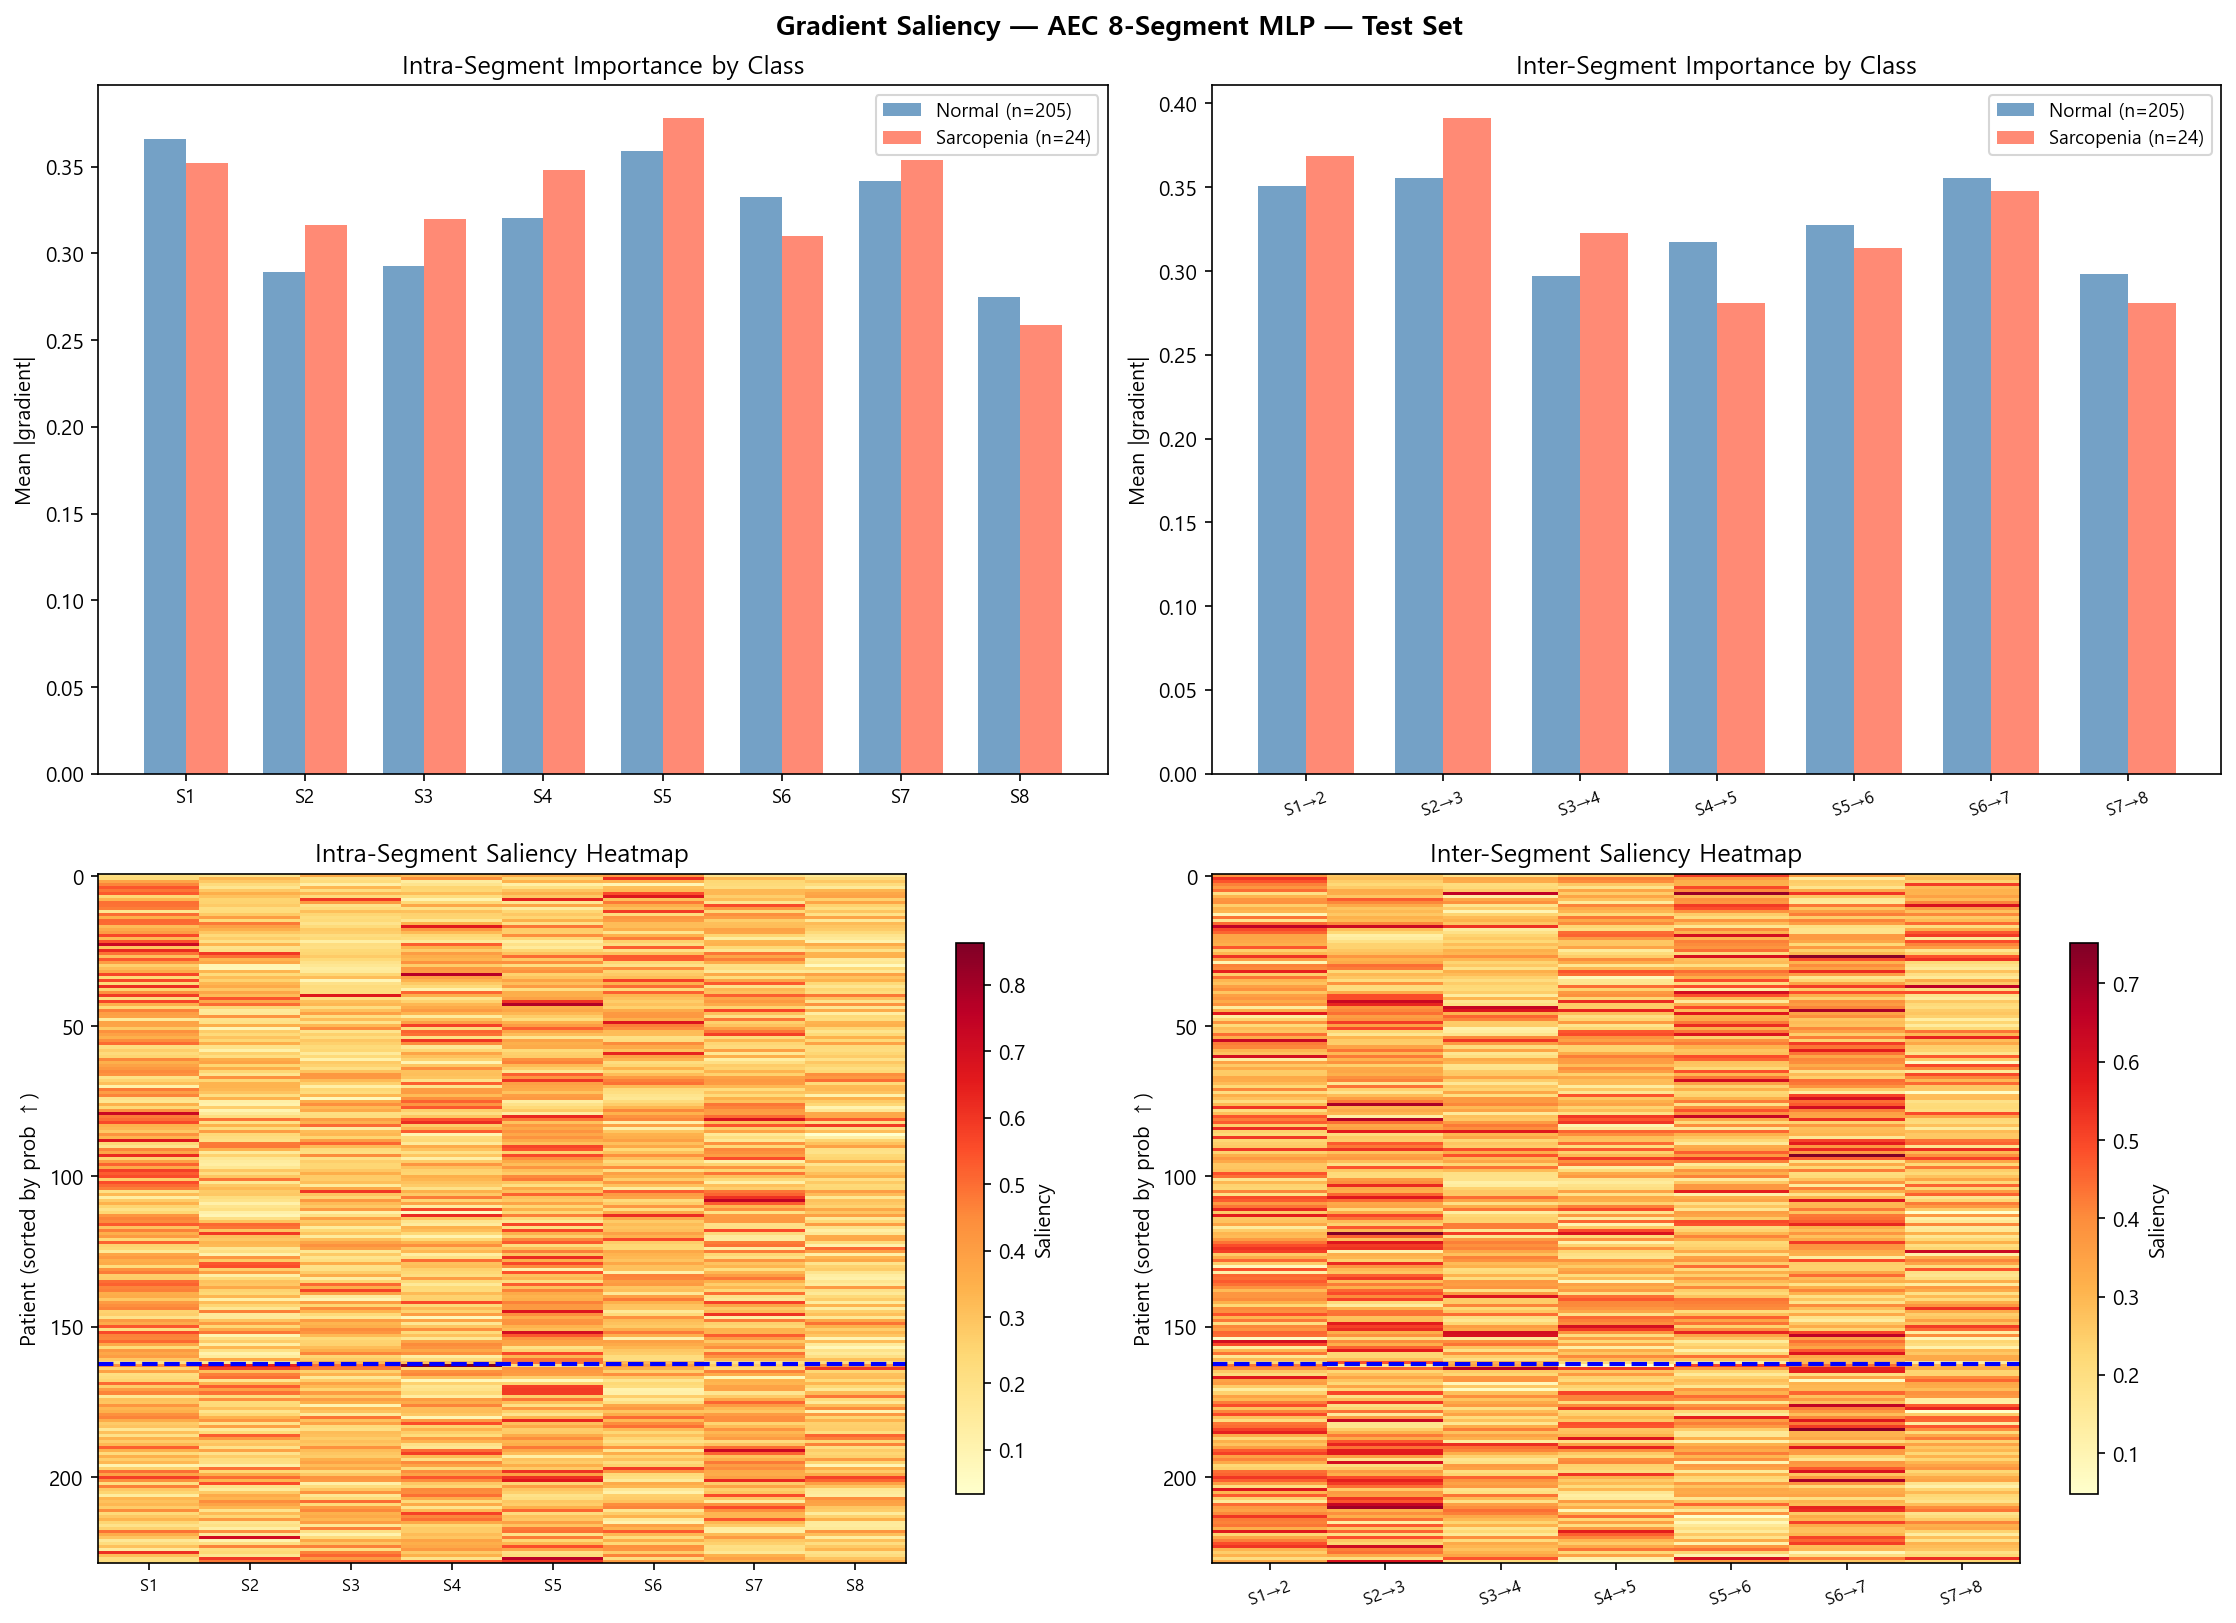 Gradient Saliency — AEC 8-Segment MLP — Test Set
Intra-Segment Importance by Class
Normal (n=205)
Sarcopenia (n=24)
Mean |gradient|
0.35
0.30
0.25
0.20
0.15
0.10
0.05
0.00
S1 S2 S3 S4 S5 S6 S7 S8
Inter-Segment Importance by Class
Normal (n=205)
Sarcopenia (n=24)
Mean |gradient|
0.40
0.35
0.30
0.25
0.20
0.15
0.10
0.05
0.00
S1→2 S2→3 S3→4 S4→5 S5→6 S6→7 S7→8
Intra-Segment Saliency Heatmap
Patient (sorted by prob ↑)
0
50
100
150
200
S1 S2 S3 S4 S5 S6 S7 S8
0.8
0.7
0.6
0.5
0.4
0.3
0.2
0.1
Saliency
Inter-Segment Saliency Heatmap
Patient (sorted by prob ↑)
0
50
100
150
200
S1→2 S2→3 S3→4 S4→5 S5→6 S6→7 S7→8
0.7
0.6
0.5
0.4
0.3
0.2
0.1
Saliency